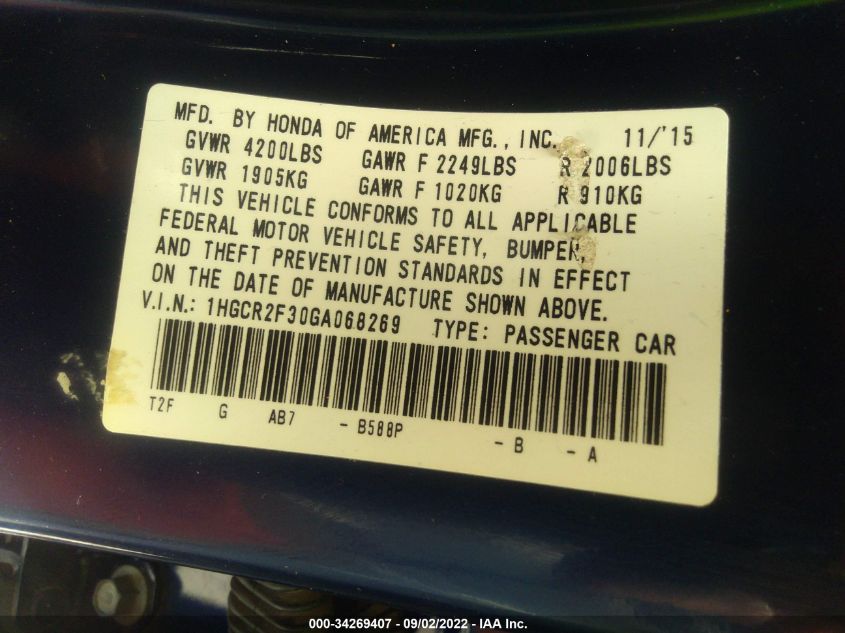 MFD. BY HONDA OF AMERICA MFG., INC. 11/'15
GVWR 4200LBS GAWR F 2249LBS R 2006LBS
GVWR 1905KG GAWR F 1020KG R 910KG
THIS VEHICLE CONFORMS TO ALL APPLICABLE
FEDERAL MOTOR VEHICLE SAFETY, BUMPER,
AND THEFT PREVENTION STANDARDS IN EFFECT
ON THE DATE OF MANUFACTURE SHOWN ABOVE.
V.I.N.: 1HGCR2F30GA068269 TYPE: PASSENGER CAR
T2F G AB7 - B588P - B - A
000-34269407 - 09/02/2022 - IAA Inc.